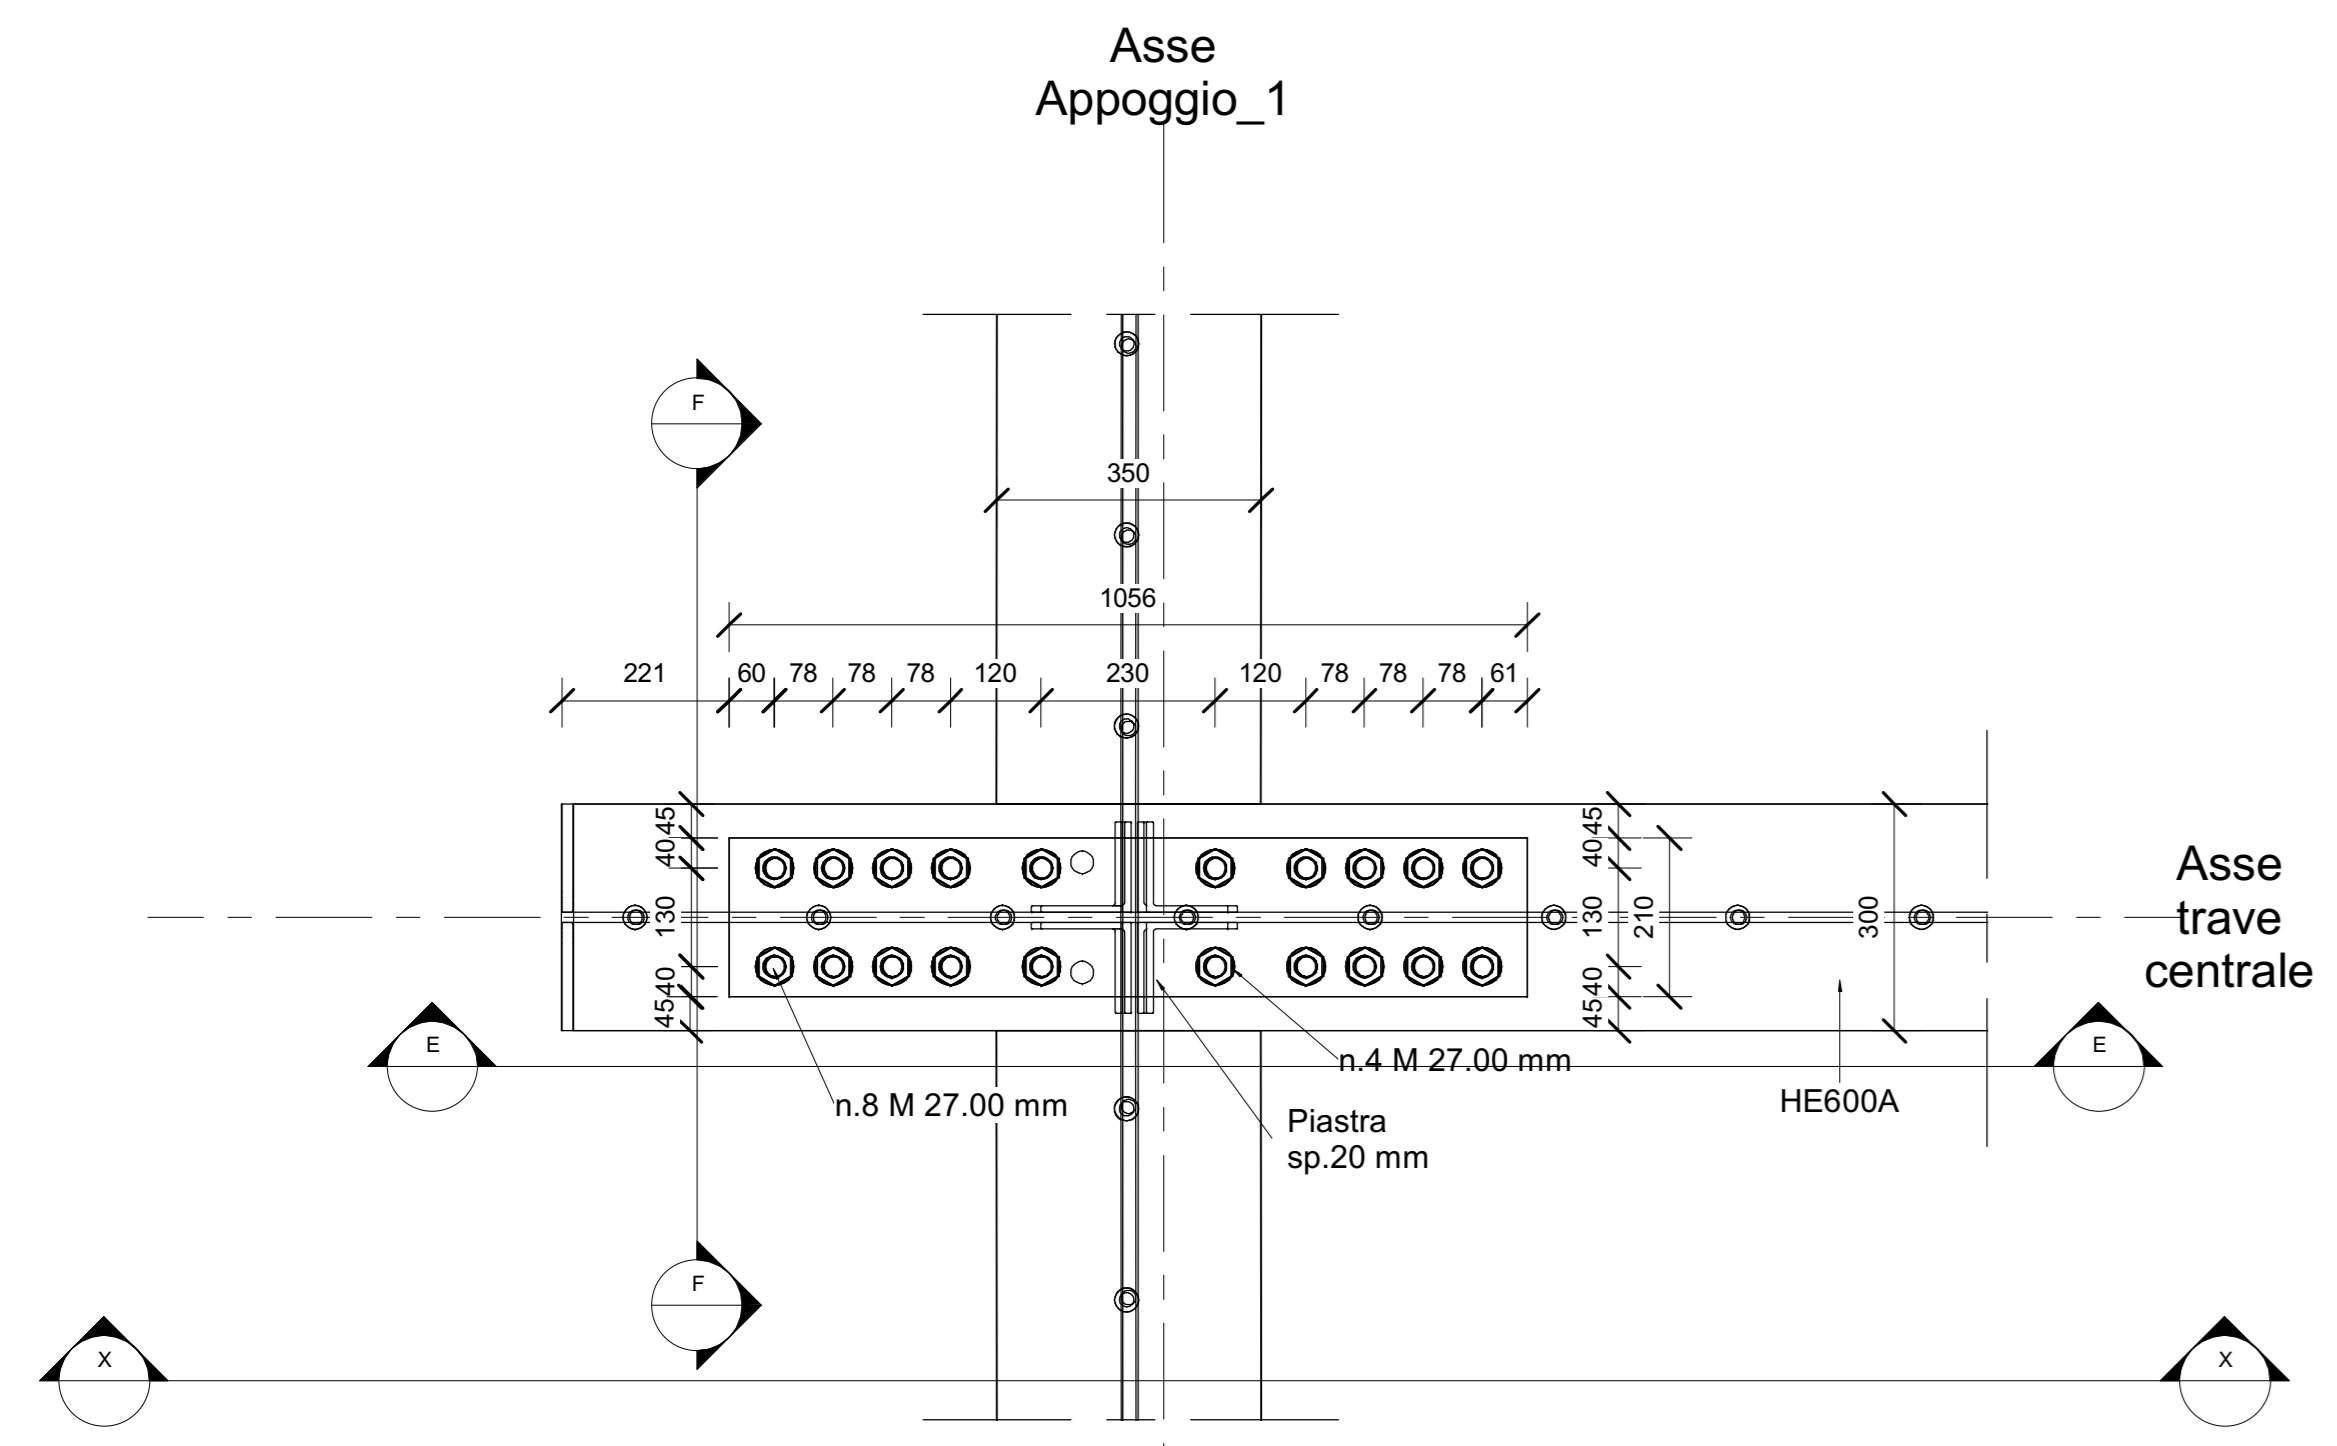 Asse
Appoggio_1
F
350
1056
221 60 78 78 78 120 230 120 78 78 78 61
45
40
130
40
45
45
40
130
40
45
210
300
Asse
trave
centrale
E
E
n.4 M 27.00 mm
n.8 M 27.00 mm
HE600A
Piastra
sp.20 mm
F
X
X